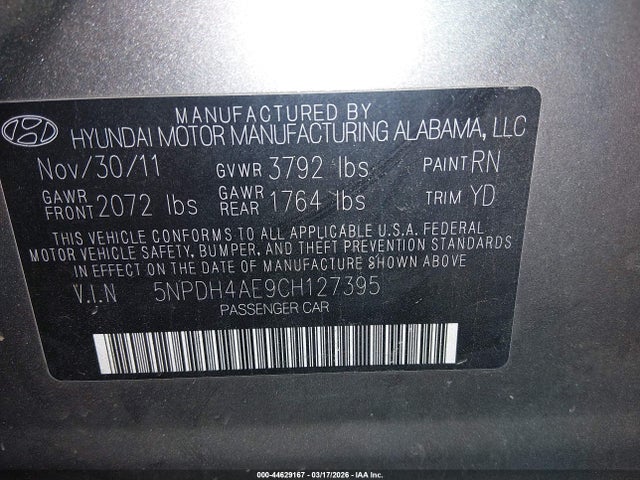 MANUFACTURED BY
HYUNDAI MOTOR MANUFACTURING ALABAMA, LLC
Nov/30/11 GVWR 3792 lbs PAINT RN
GAWR FRONT 2072 lbs GAWR REAR 1764 lbs TRIM YD
THIS VEHICLE CONFORMS TO ALL APPLICABLE U.S.A. FEDERAL
MOTOR VEHICLE SAFETY, BUMPER, AND THEFT PREVENTION STANDARDS
IN EFFECT ON THE DATE OF MANUFACTURE SHOWN ABOVE
V.I.N 5NPDH4AE9CH127395
PASSENGER CAR
000-44629167 - 03/17/2026 - IAA Inc.